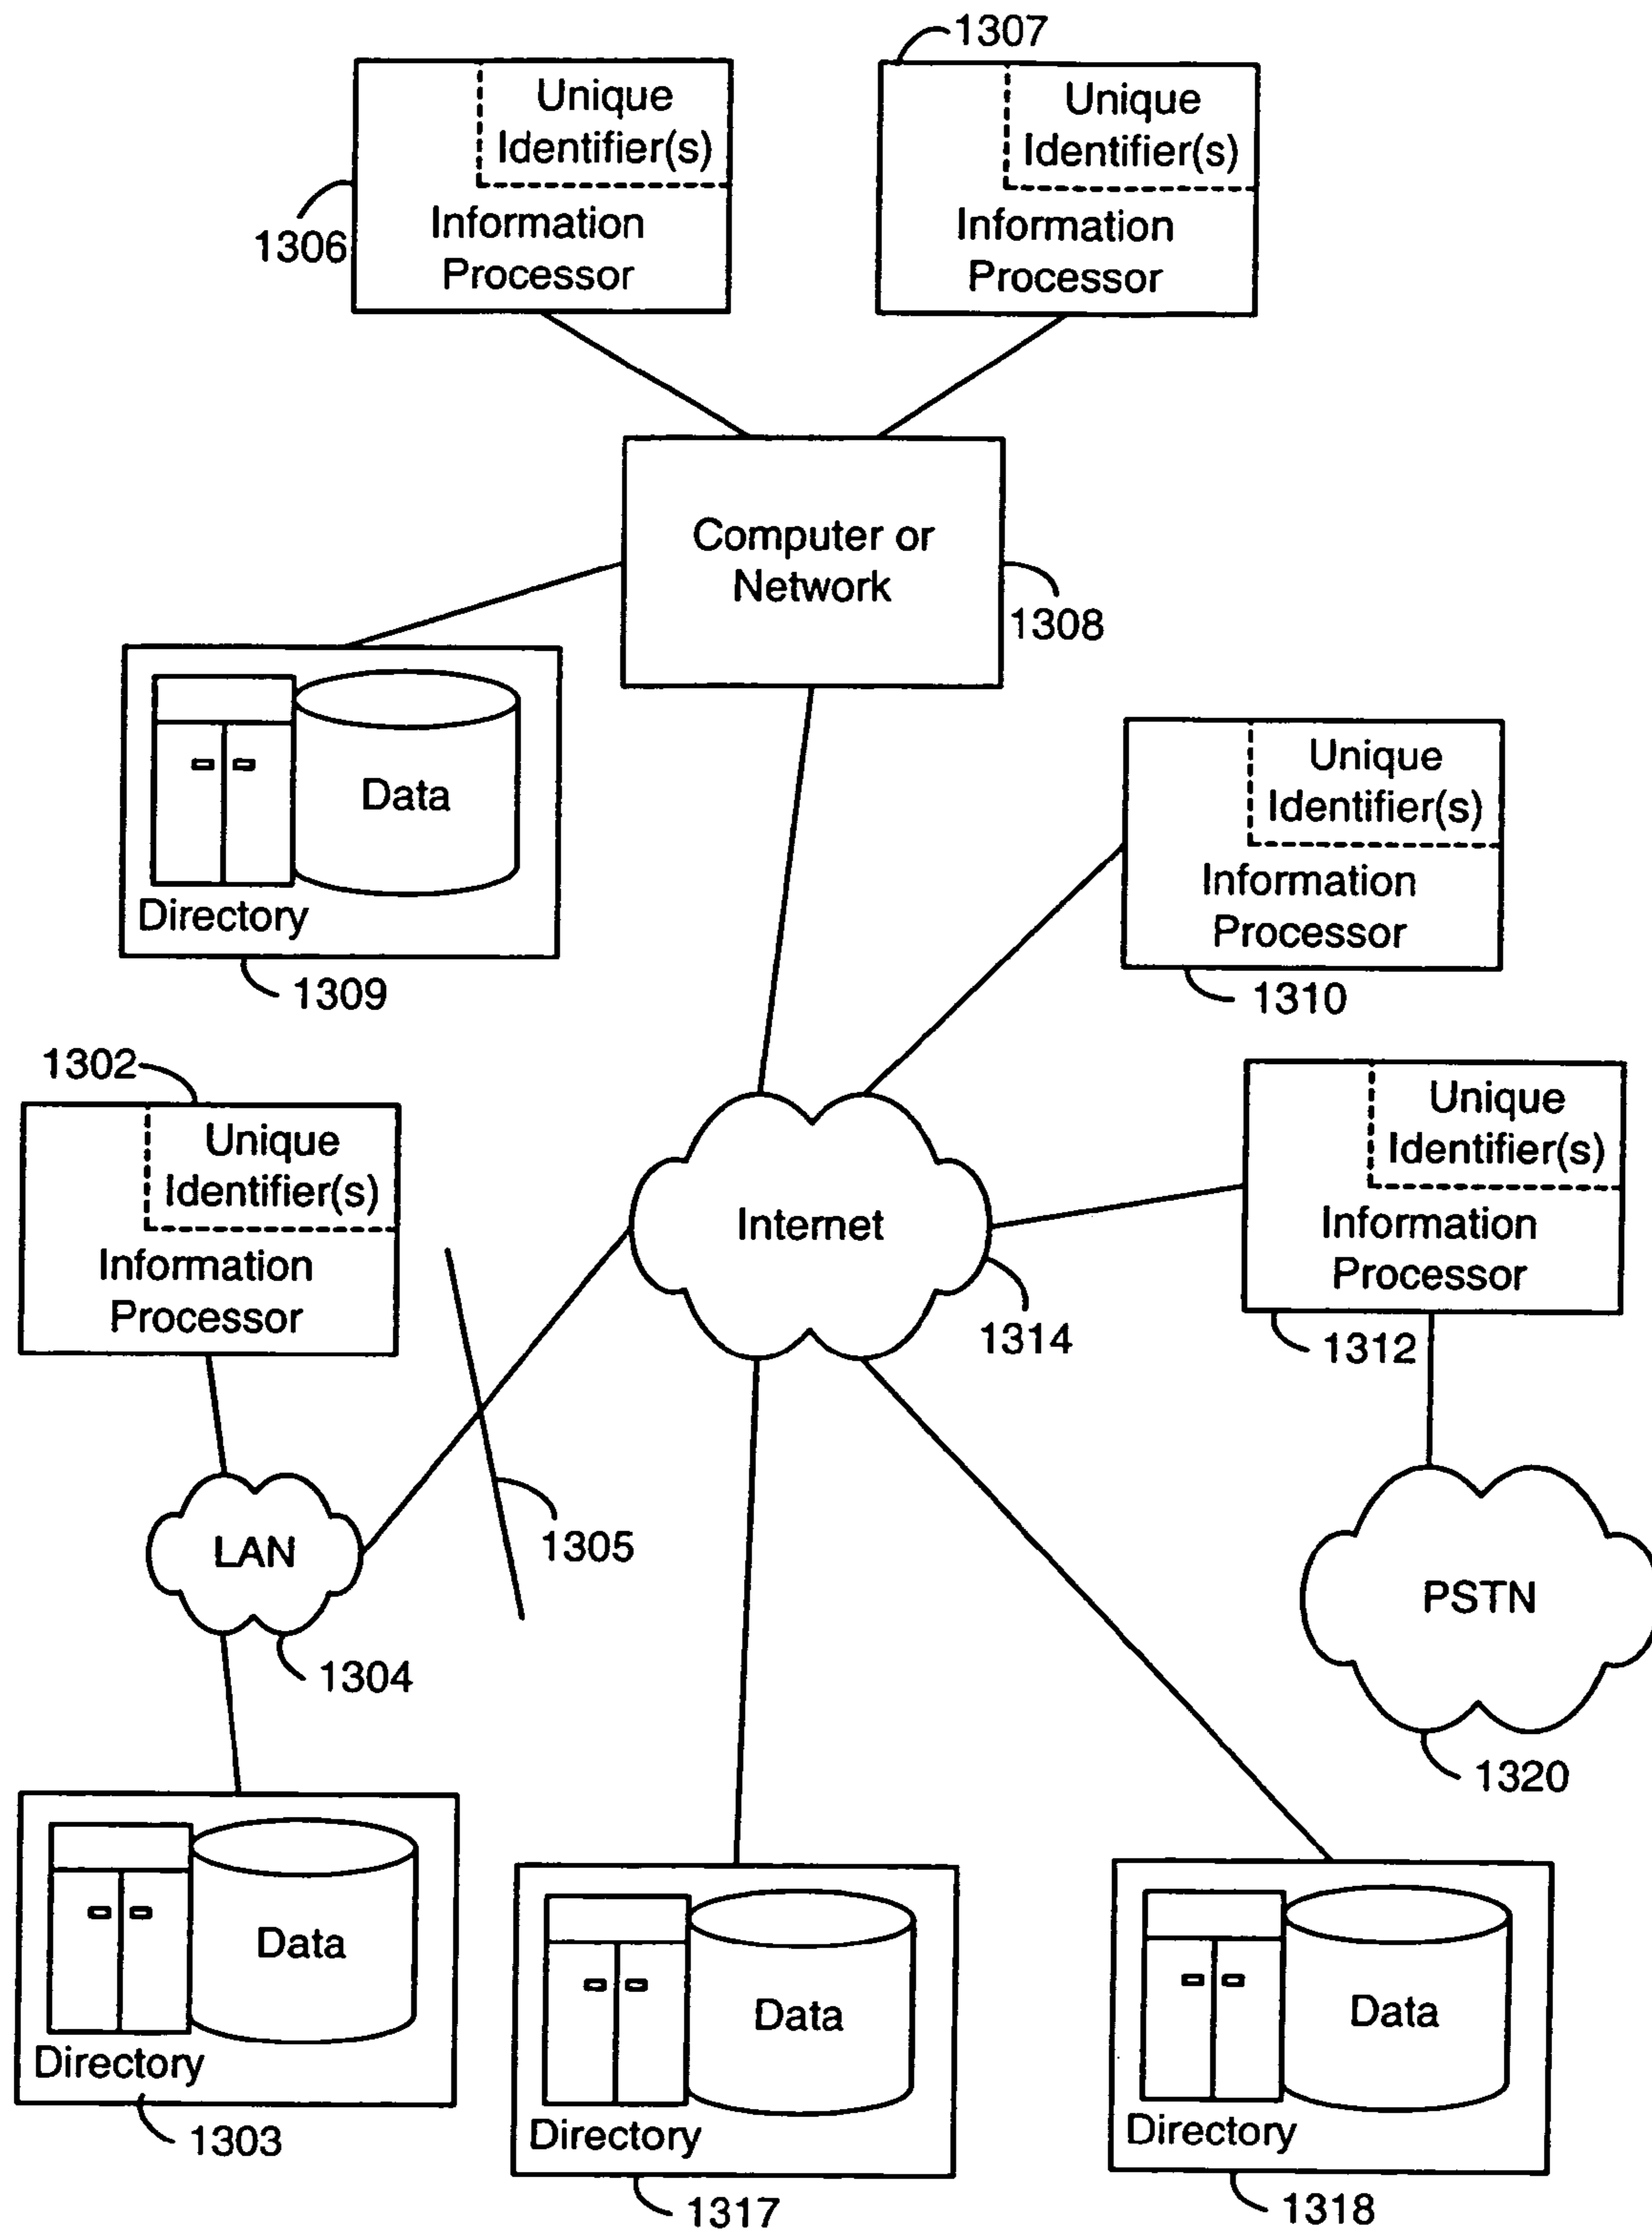 1307
Unique
Identifier(s)
Information
Processor
1306
Unique
Identifier(s)
Information
Processor
Computer or
Network
1308
Data
Directory
1309
Unique
Identifier(s)
Information
Processor
1310
1302
Unique
Identifier(s)
Information
Processor
Internet
1314
Unique
Identifier(s)
Information
Processor
1312
LAN
1304
1305
PSTN
1320
Data
Directory
1303
Data
Directory
1317
Data
Directory
1318